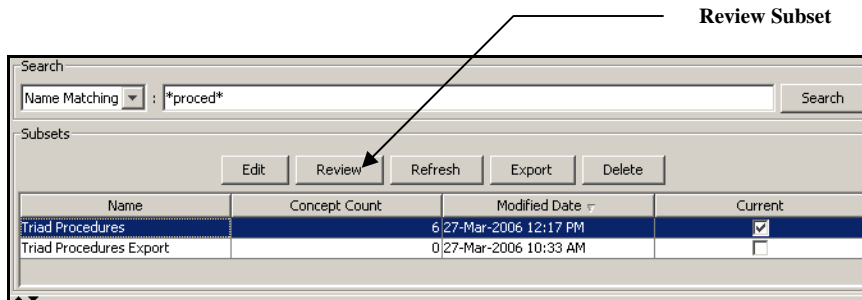 Review Subset
Search
Name Matching : *proced* Search
Subsets
Edit Review Refresh Export Delete
Name Concept Count Modified Date Current
Triad Procedures 6 27-Mar-2006 12:17 PM
Triad Procedures Export 0 27-Mar-2006 10:33 AM